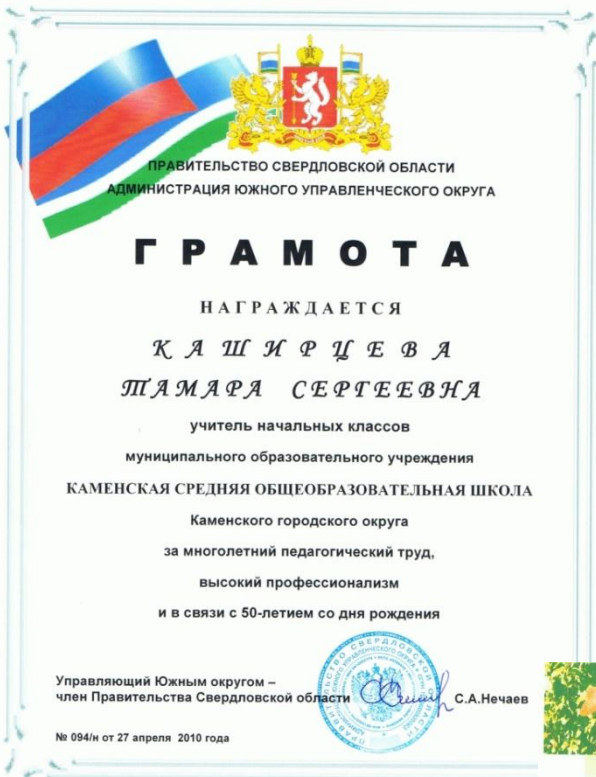 ПРАВИТЕЛЬСТВО СВЕРДЛОВСКОЙ ОБЛАСТИ
АДМИНИСТРАЦИЯ ЮЖНОГО УПРАВЛЕНЧЕСКОГО ОКРУГА
ГРАМОТА
НАГРАЖДАЕТСЯ
КАШИРЦЕВА
ТАМАРА СЕРГЕЕВНА
учитель начальных классов
муниципального образовательного учреждения
КАМЕНСКАЯ СРЕДНЯЯ ОБЩЕОБРАЗОВАТЕЛЬНАЯ ШКОЛА
Каменского городского округа
за многолетний педагогический труд,
высокий профессионализм
и в связи с 50-летием со дня рождения
Управляющий Южным округом –
член Правительства Свердловской области
С.А.Нечаев
№ 094/н от 27 апреля 2010 года